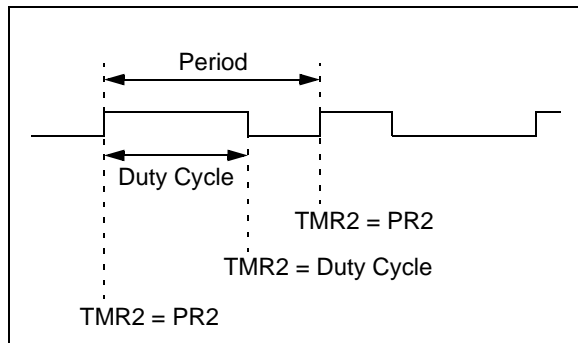 Period
Duty Cycle
TMR2 = PR2
TMR2 = Duty Cycle
TMR2 = PR2